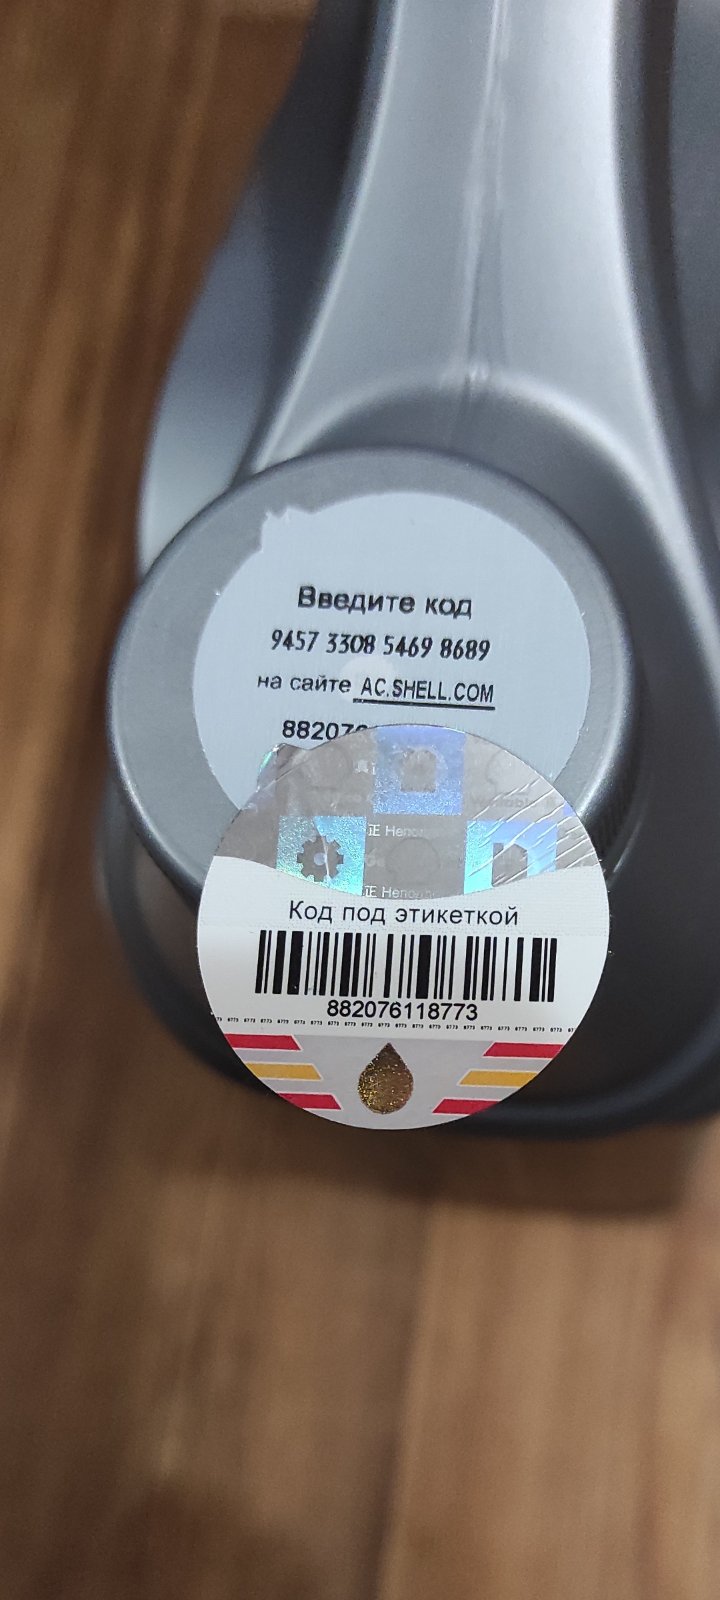 Введите код
9457 3308 5469 8689
на сайте AC.SHELL.COM
Код под этикеткой
882076118773